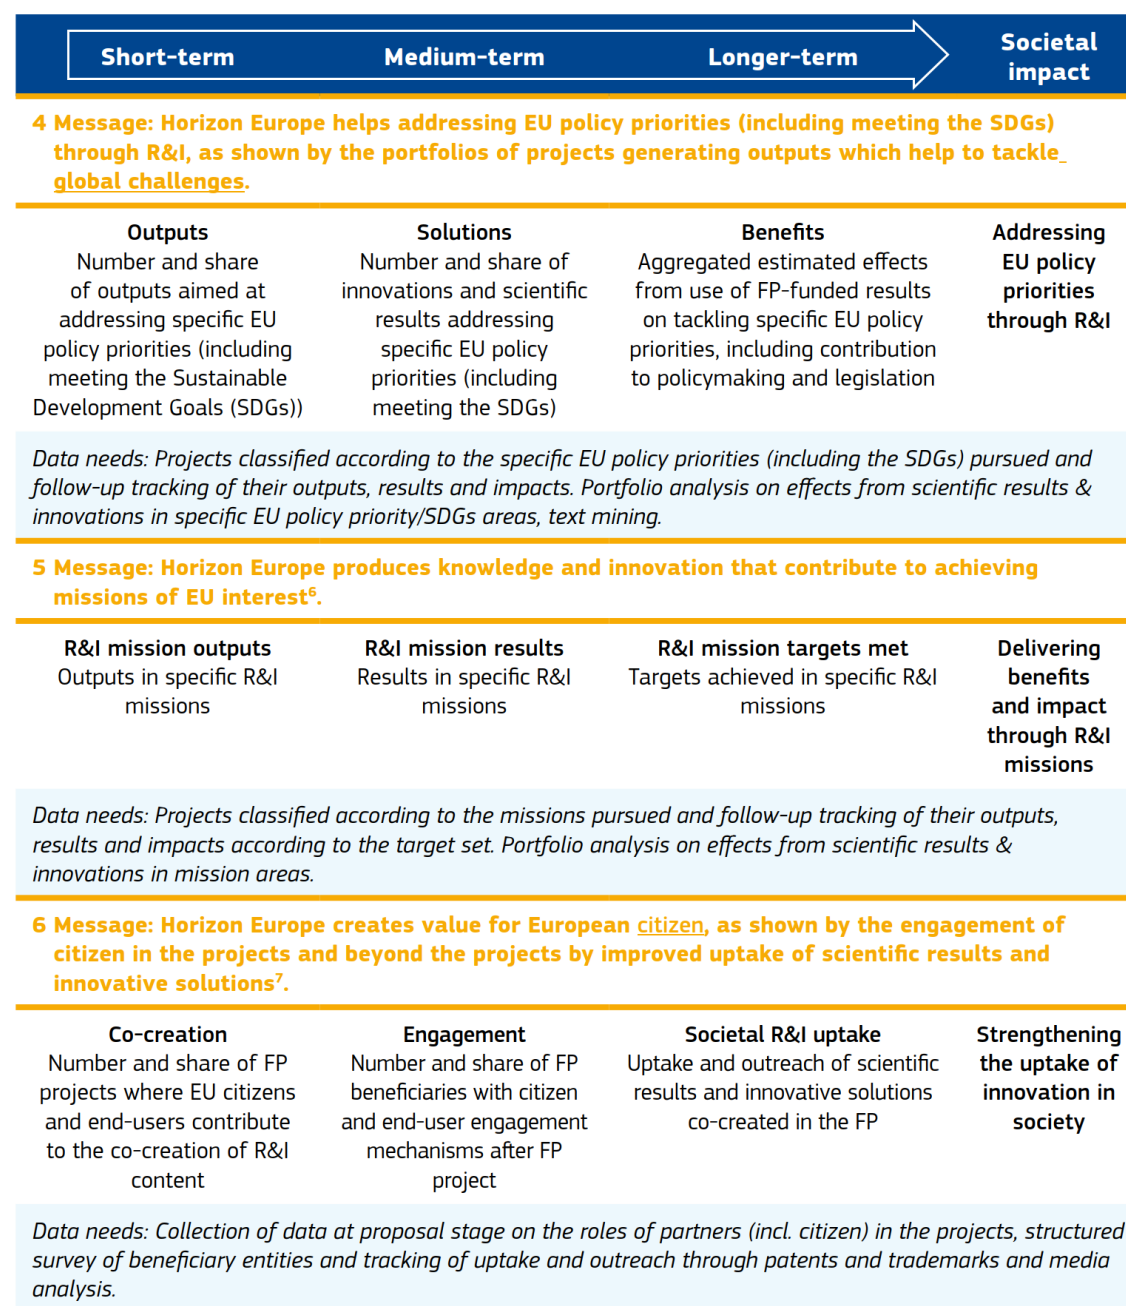 Short-term Medium-term Longer-term Societal impact
4 Message: Horizon Europe helps addressing EU policy priorities (including meeting the SDGs)
through R&I, as shown by the portfolios of projects generating outputs which help to tackle_
global challenges.
Outputs
Number and share
of outputs aimed at
addressing specific EU
policy priorities (including
meeting the Sustainable
Development Goals (SDGs))
Solutions
Number and share of
innovations and scientific
results addressing
specific EU policy
priorities (including
meeting the SDGs)
Benefits
Aggregated estimated effects
from use of FP-funded results
on tackling specific EU policy
priorities, including contribution
to policymaking and legislation
Addressing
EU policy
priorities
through R&I
Data needs: Projects classified according to the specific EU policy priorities (including the SDGs) pursued and
follow-up tracking of their outputs, results and impacts. Portfolio analysis on effects from scientific results &
innovations in specific EU policy priority/SDGs areas, text mining.
5 Message: Horizon Europe produces knowledge and innovation that contribute to achieving
missions of EU interest⁶.
R&I mission outputs
Outputs in specific R&I
missions
R&I mission results
Results in specific R&I
missions
R&I mission targets met
Targets achieved in specific R&I
missions
Delivering
benefits
and impact
through R&I
missions
Data needs: Projects classified according to the missions pursued and follow-up tracking of their outputs,
results and impacts according to the target set. Portfolio analysis on effects from scientific results &
innovations in mission areas.
6 Message: Horizon Europe creates value for European citizen, as shown by the engagement of
citizen in the projects and beyond the projects by improved uptake of scientific results and
innovative solutions⁷.
Co-creation
Number and share of FP
projects where EU citizens
and end-users contribute
to the co-creation of R&I
content
Engagement
Number and share of FP
beneficiaries with citizen
and end-user engagement
mechanisms after FP
project
Societal R&I uptake
Uptake and outreach of scientific
results and innovative solutions
co-created in the FP
Strengthening
the uptake of
innovation in
society
Data needs: Collection of data at proposal stage on the roles of partners (incl. citizen) in the projects, structured
survey of beneficiary entities and tracking of uptake and outreach through patents and trademarks and media
analysis.